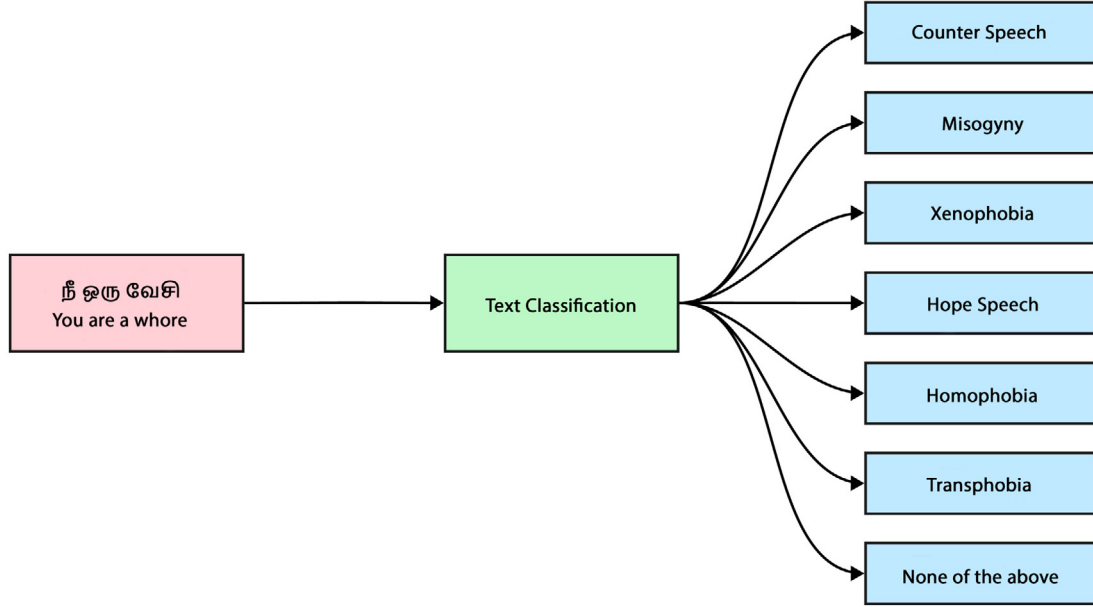 நீ ஒரு வேசி
You are a whore
Text Classification
Counter Speech
Misogyny
Xenophobia
Hope Speech
Homophobia
Transphobia
None of the above